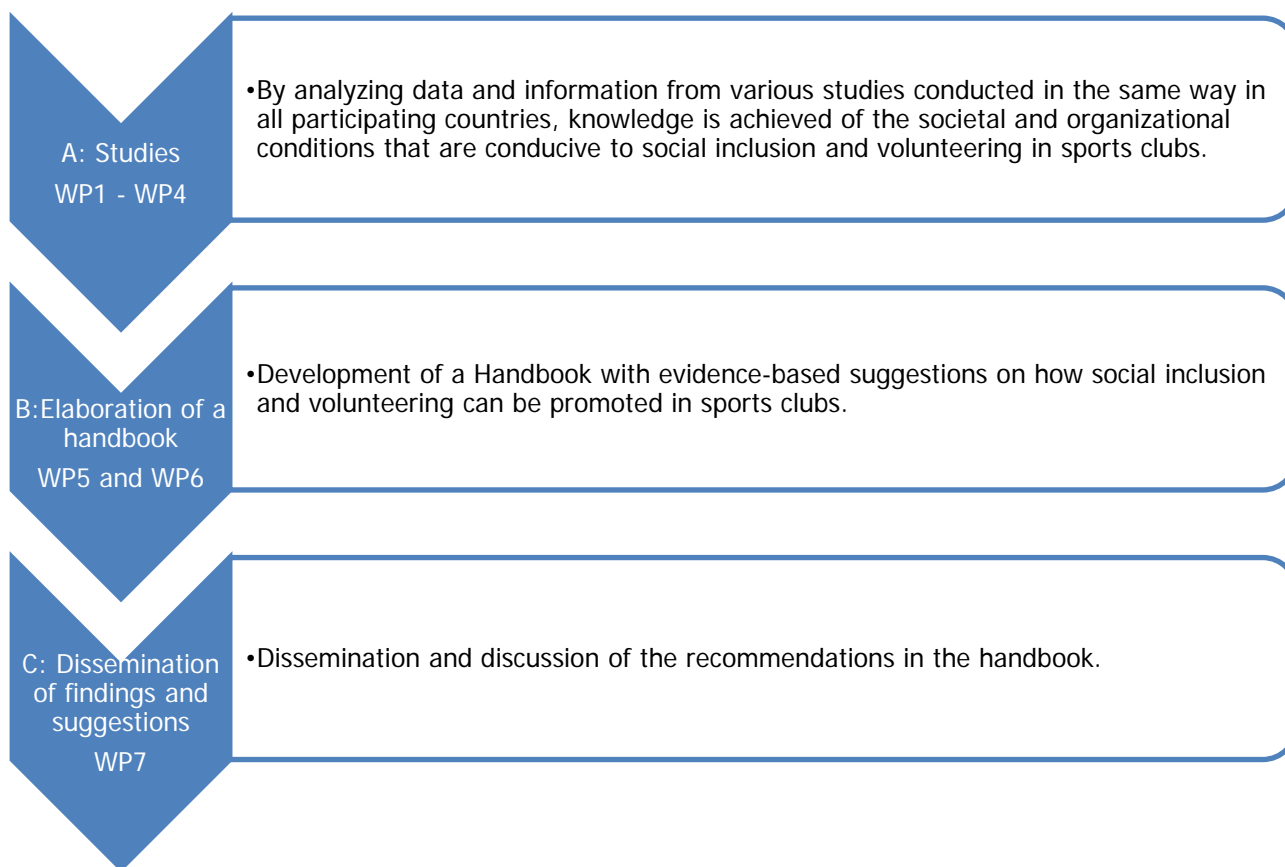 A: Studies
WP1 - WP4
•By analyzing data and information from various studies conducted in the same way in
all participating countries, knowledge is achieved of the societal and organizational
conditions that are conducive to social inclusion and volunteering in sports clubs.
B:Elaboration of a
handbook
WP5 and WP6
•Development of a Handbook with evidence-based suggestions on how social inclusion
and volunteering can be promoted in sports clubs.
C: Dissemination
of findings and
suggestions
WP7
•Dissemination and discussion of the recommendations in the handbook.